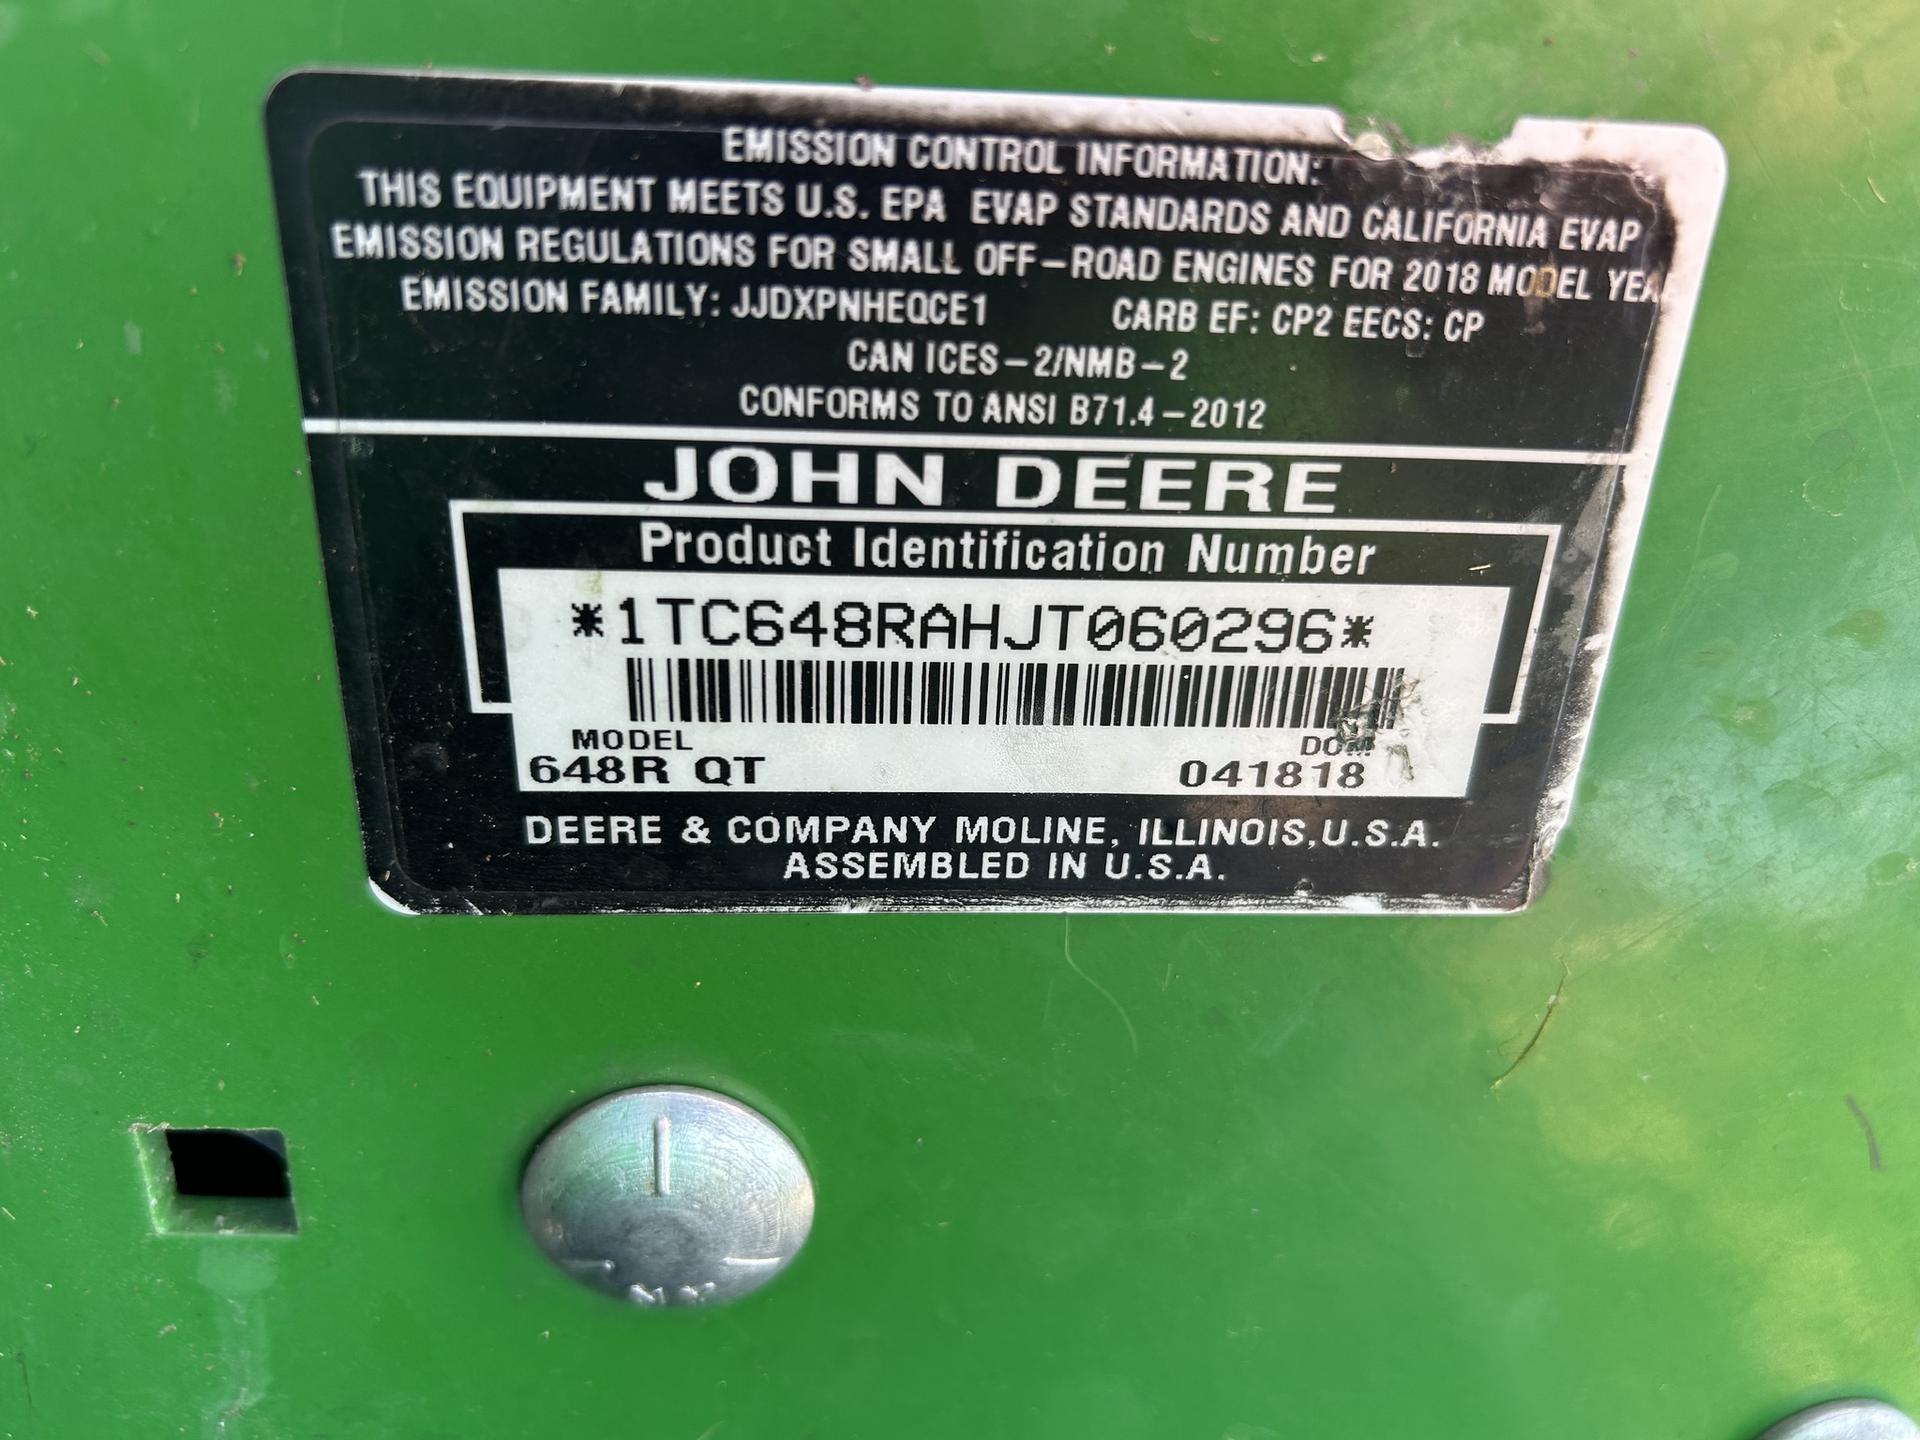 EMISSION CONTROL INFORMATION:
THIS EQUIPMENT MEETS U.S. EPA EVAP STANDARDS AND CALIFORNIA EVAP
EMISSION REGULATIONS FOR SMALL OFF-ROAD ENGINES FOR 2018 MODEL YEA
EMISSION FAMILY: JJDXPNHEQCE1 CARB EF: CP2 EECS: CP
CAN ICES-2/NMB-2
CONFORMS TO ANSI B71.4-2012
JOHN DEERE
Product Identification Number
*1TC648RAHJT060296*
MODEL DOM
648R QT 041818
DEERE & COMPANY MOLINE, ILLINOIS,U.S.A.
ASSEMBLED IN U.S.A.